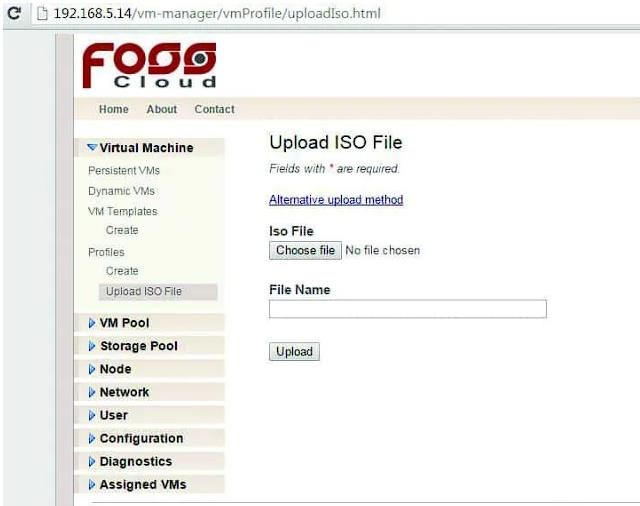 192.168.5.14/vm-manager/vmProfile/uploadIso.html
FOSS
Cloud
Home About Contact
Virtual Machine
Persistent VMs
Dynamic VMs
VM Templates
Create
Profiles
Create
Upload ISO File
VM Pool
Storage Pool
Node
Network
User
Configuration
Diagnostics
Assigned VMs
Upload ISO File
Fields with * are required.
Alternative upload method
Iso File
Choose file No file chosen
File Name
Upload